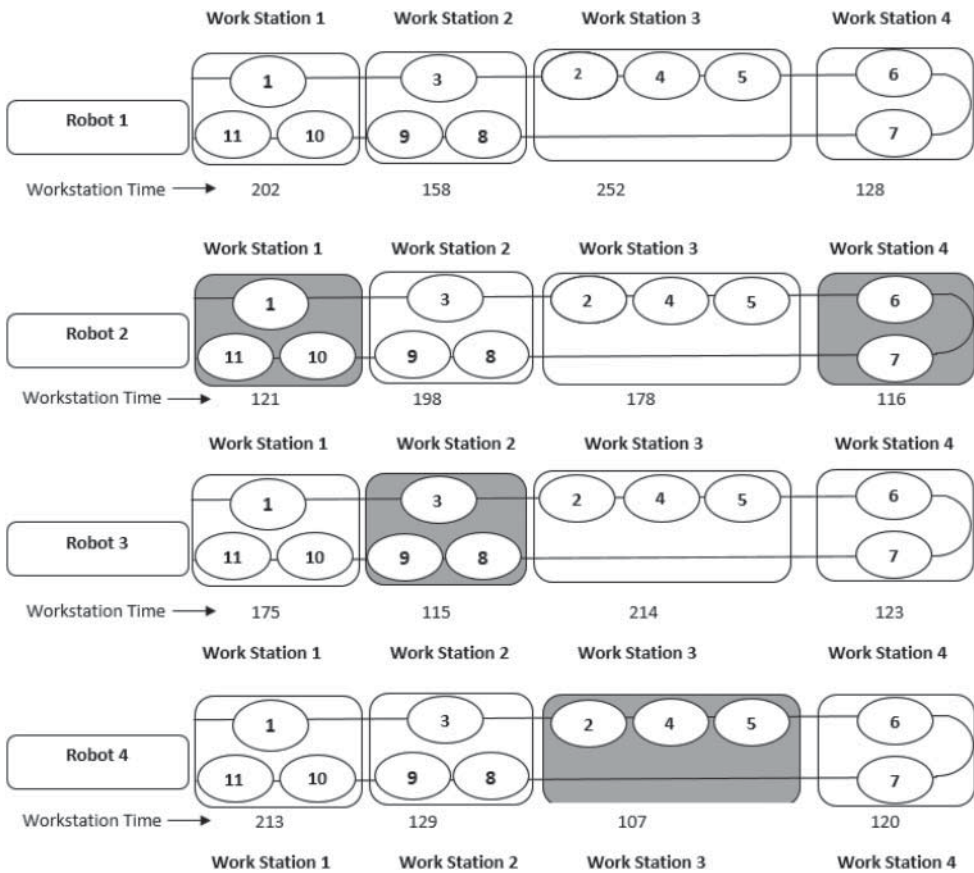 Work Station 1 Work Station 2 Work Station 3 Work Station 4
1 3 2 4 5 6
Robot 1
11 10 9 8 7
Workstation Time 202 158 252 128
Work Station 1 Work Station 2 Work Station 3 Work Station 4
1 3 2 4 5 6
Robot 2
11 10 9 8 7
Workstation Time 121 198 178 116
Work Station 1 Work Station 2 Work Station 3 Work Station 4
1 3 2 4 5 6
Robot 3
11 10 9 8 7
Workstation Time 175 115 214 123
Work Station 1 Work Station 2 Work Station 3 Work Station 4
1 3 2 4 5 6
Robot 4
11 10 9 8 7
Workstation Time 213 129 107 120
Work Station 1 Work Station 2 Work Station 3 Work Station 4